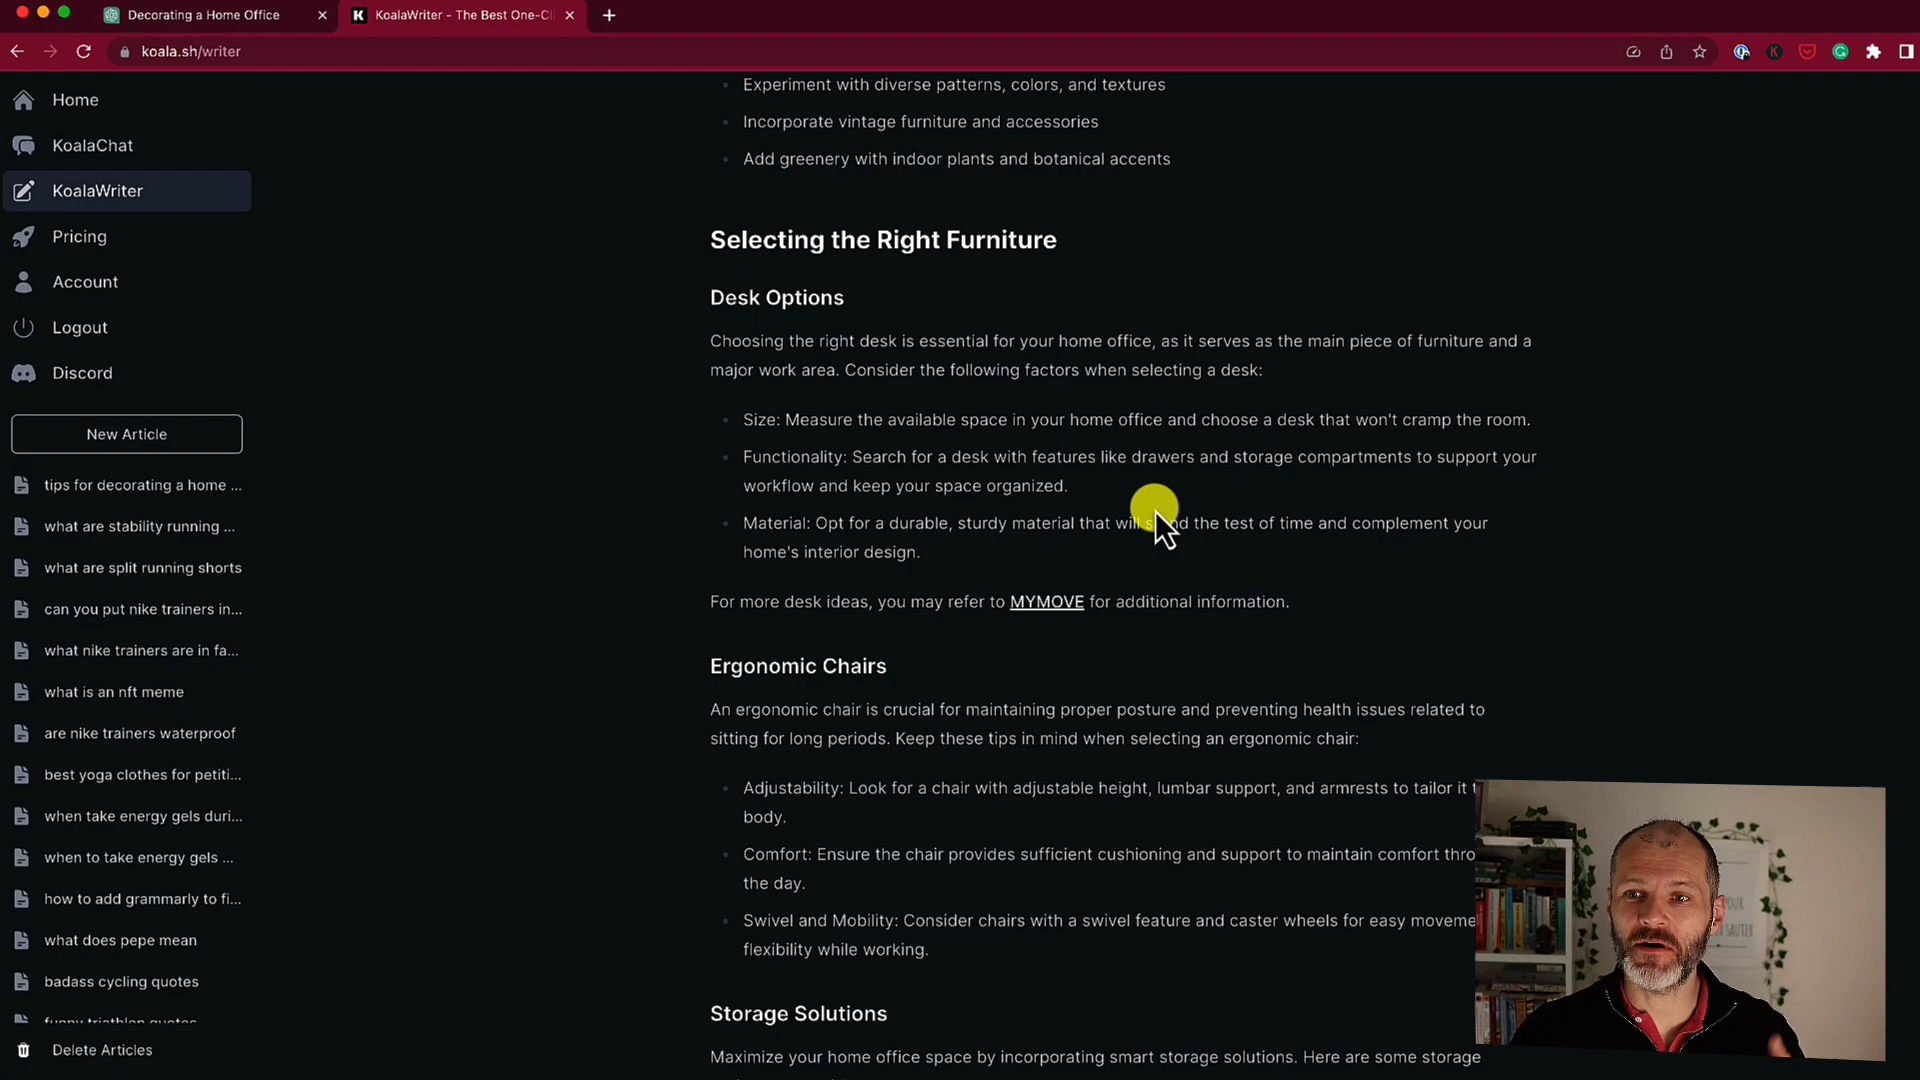 Decorating a Home Office
KoalaWriter - The Best One-Cl
koala.sh/writer
Home
KoalaChat
KoalaWriter
Pricing
Account
Logout
Discord
New Article
tips for decorating a home ...
what are stability running ...
what are split running shorts
can you put nike trainers in...
what nike trainers are in fa...
what is an nft meme
are nike trainers waterproof
best yoga clothes for petiti...
when take energy gels duri...
when to take energy gels ...
how to add grammarly to fi...
what does pepe mean
badass cycling quotes
funny triathlon quotes
Delete Articles
Experiment with diverse patterns, colors, and textures
Incorporate vintage furniture and accessories
Add greenery with indoor plants and botanical accents
Selecting the Right Furniture
Desk Options
Choosing the right desk is essential for your home office, as it serves as the main piece of furniture and a
major work area. Consider the following factors when selecting a desk:
Size: Measure the available space in your home office and choose a desk that won't cramp the room.
Functionality: Search for a desk with features like drawers and storage compartments to support your
workflow and keep your space organized.
Material: Opt for a durable, sturdy material that will stand the test of time and complement your
home's interior design.
For more desk ideas, you may refer to MYMOVE for additional information.
Ergonomic Chairs
An ergonomic chair is crucial for maintaining proper posture and preventing health issues related to
sitting for long periods. Keep these tips in mind when selecting an ergonomic chair:
Adjustability: Look for a chair with adjustable height, lumbar support, and armrests to tailor it
body.
Comfort: Ensure the chair provides sufficient cushioning and support to maintain comfort thro
the day.
Swivel and Mobility: Consider chairs with a swivel feature and caster wheels for easy moveme
flexibility while working.
Storage Solutions
Maximize your home office space by incorporating smart storage solutions. Here are some storage